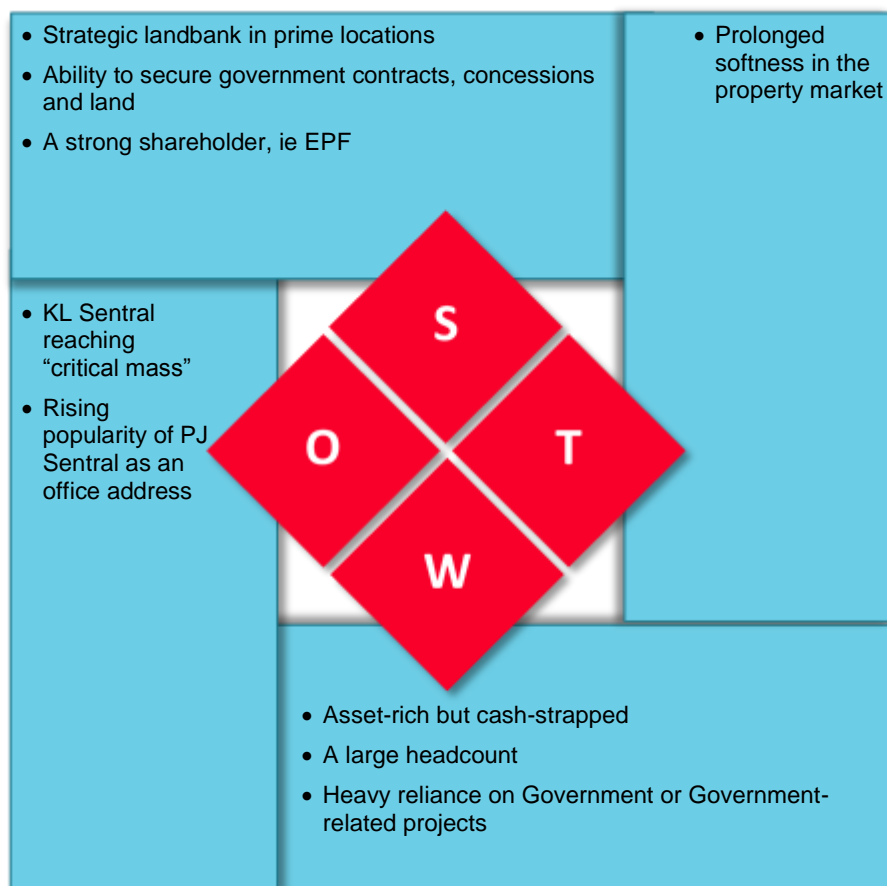 • Strategic landbank in prime locations
• Ability to secure government contracts, concessions
and land
• A strong shareholder, ie EPF
• Prolonged
softness in the
property market
• KL Sentral
reaching
“critical mass”
• Rising
popularity of PJ
Sentral as an
office address
S
O
T
W
• Asset-rich but cash-strapped
• A large headcount
• Heavy reliance on Government or Government-
related projects